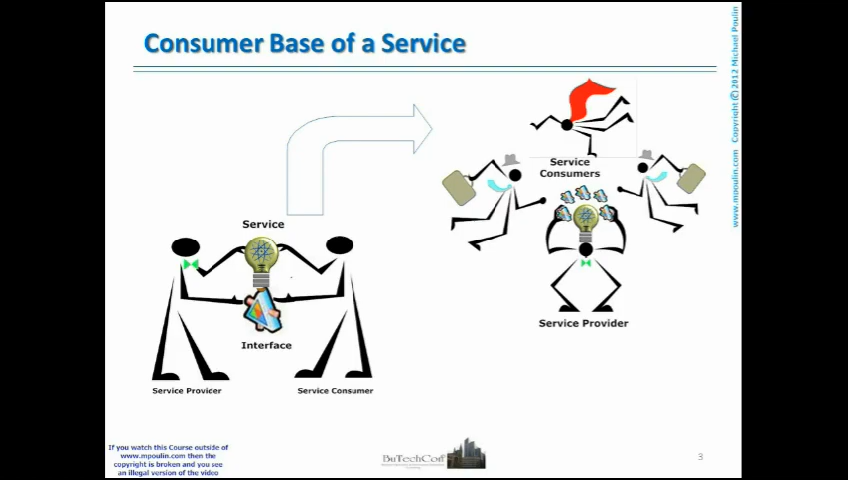 Consumer Base of a Service
www.mpoulin.com Copyright (C) 2012 Michael Poulin
Service
Consumers
Service
Service Provider
Interface
Service Provicer
Service Consumer
If you watch this Course outside of
www.mpoulin.com then the
copyright is broken and you see
an illegal version of the video
BuTechCon
3